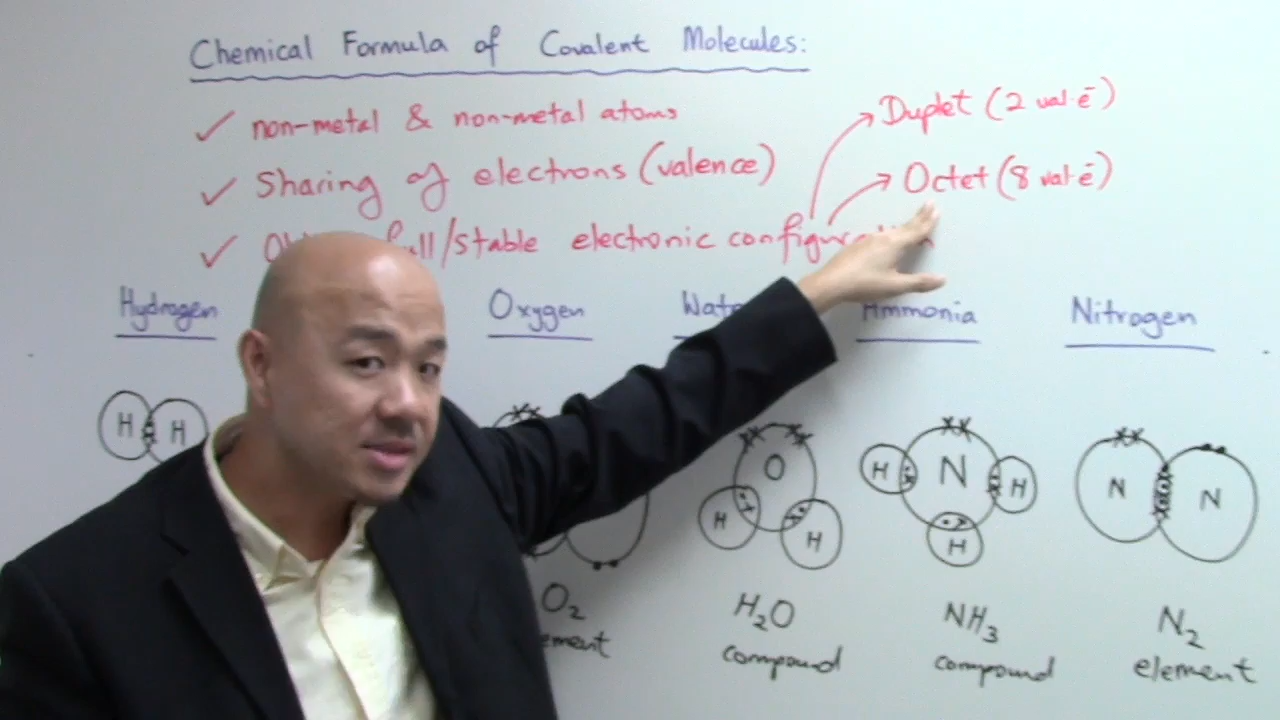 Chemical Formula of Covalent Molecules:
✓ non-metal & non-metal atoms
Duplet (2 val. ē)
✓ Sharing of electrons (valence)
Octet (8 val. ē)
✓ full/stable electronic configuration
Hydrogen
Oxygen
Ammonia
Nitrogen
H H
O
H H
H N H
H
N N
O2
H2O
NH3
N2
compound
compound
element